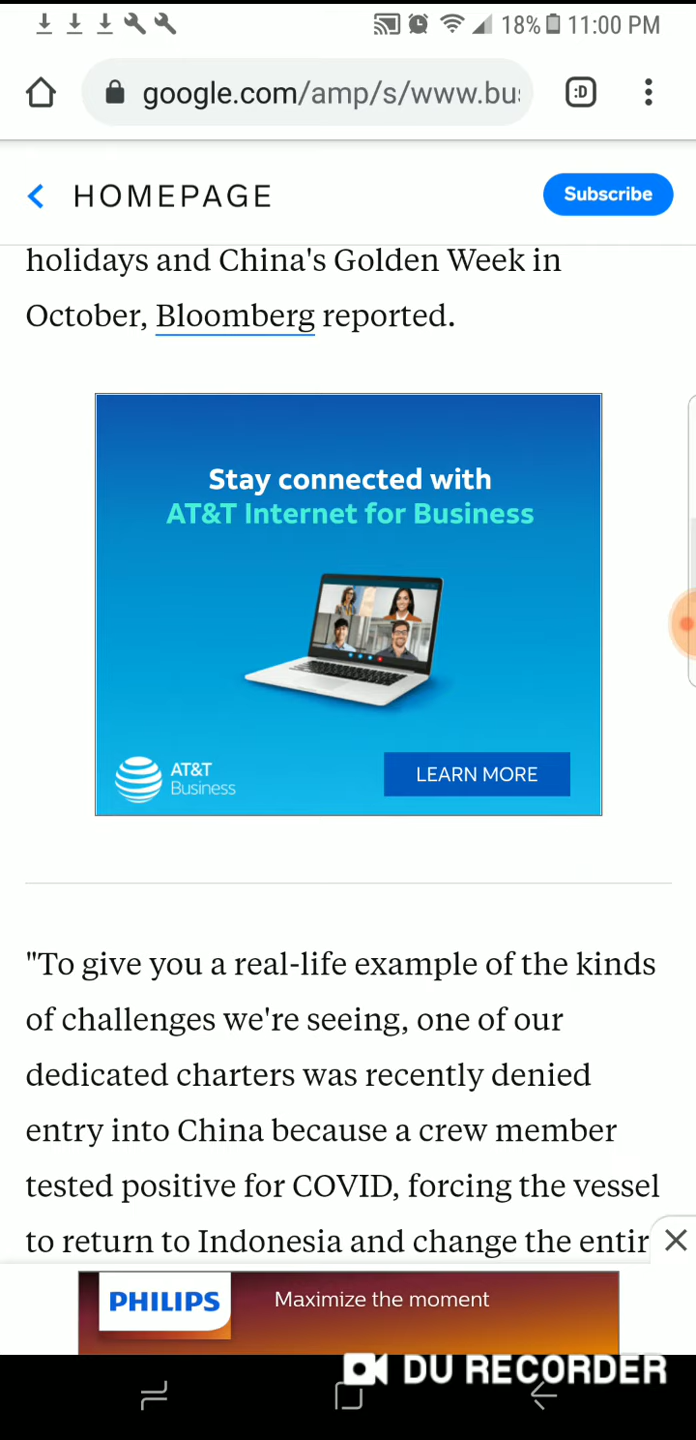 18% 11:00 PM
google.com/amp/s/www.bu
:D
HOMEPAGE
Subscribe
holidays and China's Golden Week in
October, Bloomberg reported.
Stay connected with
AT&T Internet for Business
AT&T
Business
LEARN MORE
"To give you a real-life example of the kinds
of challenges we're seeing, one of our
dedicated charters was recently denied
entry into China because a crew member
tested positive for COVID, forcing the vessel
to return to Indonesia and change the entir
PHILIPS
Maximize the moment
DU RECORDER